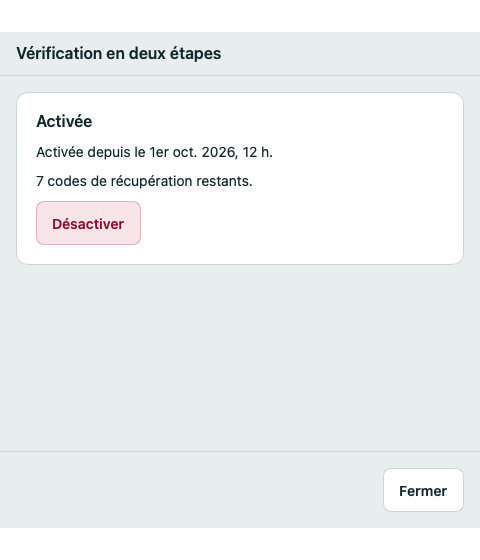 Vérification en deux étapes
Activée
Activée depuis le 1er oct. 2026, 12 h.
7 codes de récupération restants.
Désactiver
Fermer